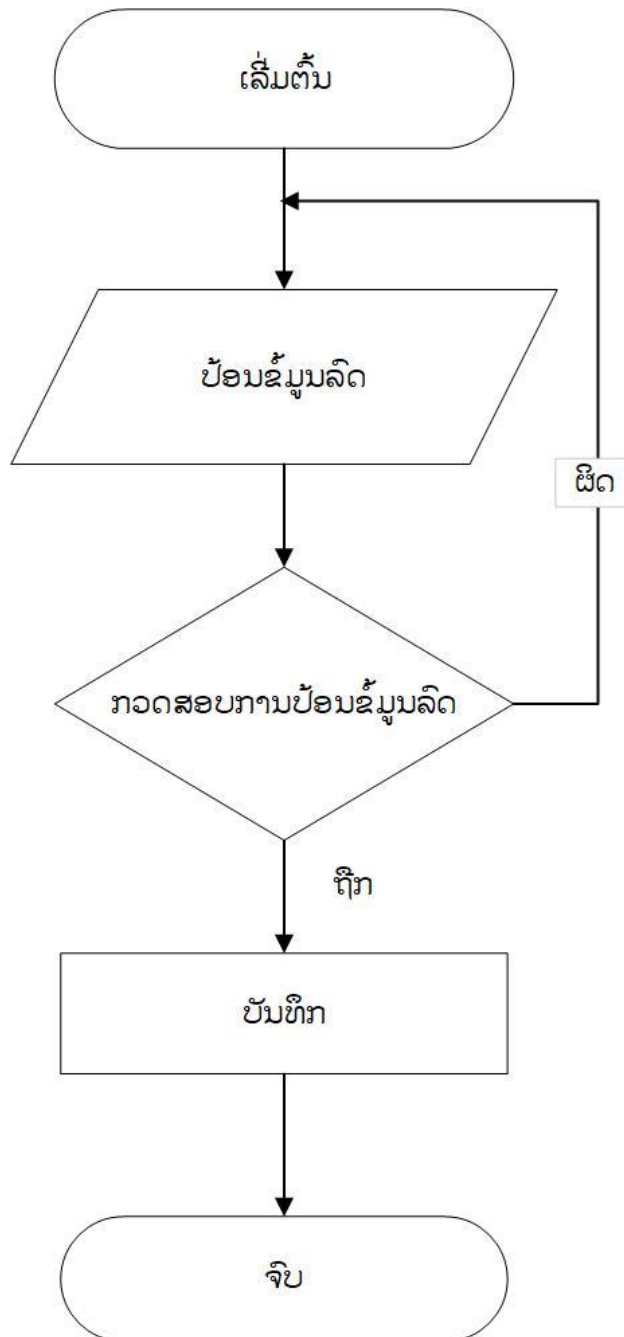 ເລີ່ມຕົ້ນ
ປ້ອນຂໍ້ມູນລົດ
ຜິດ
ກວດສອບການປ້ອນຂໍ້ມູນລົດ
ຖືກ
ບັນທຶກ
ຈົບ